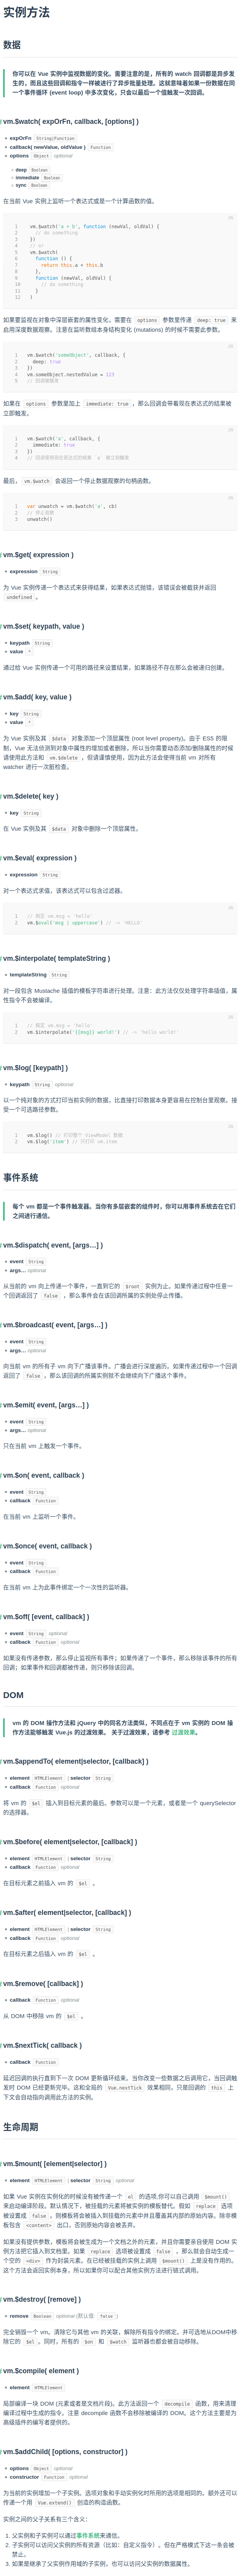 实例方法
数据
你可以在 Vue 实例中监视数据的变化。需要注意的是，所有的 watch 回调都是异步发
生的，而且这些回调和指令一样被进行了异步批量处理。这就意味着如果一份数据在同
一个事件循环 (event loop) 中多次变化，只会以最后一个值触发一次回调。
vm.$watch( expOrFn, callback, [options] )
expOrFn String|Function
callback( newValue, oldValue ) Function
options Object optional
deep Boolean
immediate Boolean
sync Boolean
在当前 Vue 实例上监听一个表达式或是一个计算函数的值。
JS
1 vm.$watch('a + b', function (newVal, oldVal) {
2 // do something
3 })
4 // or
5 vm.$watch(
6 function () {
7 return this.a + this.b
8 },
9 function (newVal, oldVal) {
10 // do something
11 }
12 )
如果要监视在对象中深层嵌套的属性变化，需要在 options 参数里传递 deep: true 来
启用深度数据观察。注意在监听数组本身结构变化 (mutations) 的时候不需要此参数。
JS
1 vm.$watch('someObject', callback, {
2 deep: true
3 })
4 vm.someObject.nestedValue = 123
5 // 回调被触发
如果在 options 参数里加上 immediate: true ，那么回调会带着现在表达式的结果被
立即触发。
JS
1 vm.$watch('a', callback, {
2 immediate: true
3 })
4 // 回调得到现在表达式的结果 `a` 被立刻触发
最后， vm.$watch 会返回一个停止数据观察的句柄函数。
JS
1 var unwatch = vm.$watch('a', cb)
2 // 停止观察
3 unwatch()
vm.$get( expression )
expression String
为 Vue 实例传递一个表达式来获得结果，如果表达式抛错，该错误会被截获并返回
undefined 。
vm.$set( keypath, value )
keypath String
value *
通过给 Vue 实例传递一个可用的路径来设置结果，如果路径不存在那么会被递归创建。
vm.$add( key, value )
key String
value *
为 Vue 实例及其 $data 对象添加一个顶层属性 (root level property)。由于 ES5 的限
制，Vue 无法侦测到对象中属性的增加或者删除，所以当你需要动态添加/删除属性的时候
请使用此方法和 vm.$delete ，但请谨慎使用，因为此方法会使得当前 vm 对所有
watcher 进行一次脏检查。
vm.$delete( key )
key String
在 Vue 实例及其 $data 对象中删除一个顶层属性。
vm.$eval( expression )
expression String
对一个表达式求值，该表达式可以包含过滤器。
JS
1 // 假定 vm.msg = 'hello'
2 vm.$eval('msg | uppercase') // -> 'HELLO'
vm.$interpolate( templateString )
templateString String
对一段包含 Mustache 插值的模板字符串进行处理。注意：此方法仅仅处理字符串插值，属
性指令不会被编译。
JS
1 // 假定 vm.msg = 'hello'
2 vm.$interpolate('{{msg}} world!') // -> 'hello world!'
vm.$log( [keypath] )
keypath String optional
以一个纯对象的方式打印当前实例的数据，比直接打印数据本身更容易在控制台里观察。接
受一个可选路径参数。
JS
1 vm.$log() // 打印整个 ViewModel 数据
2 vm.$log('item') // 只打印 vm.item
事件系统
每个 vm 都是一个事件触发器。当你有多层嵌套的组件时，你可以用事件系统去在它们
之间进行通信。
vm.$dispatch( event, [args…] )
event String
args… optional
从当前的 vm 向上传递一个事件，一直到它的 $root 实例为止。如果传递过程中任意一
个回调返回了 false ，那么事件会在该回调所属的实例处停止传播。
vm.$broadcast( event, [args…] )
event String
args… optional
向当前 vm 的所有子 vm 向下广播该事件。广播会进行深度遍历。如果传递过程中一个回调
返回了 false ，那么该回调的所属实例就不会继续向下广播这个事件。
vm.$emit( event, [args…] )
event String
args… optional
只在当前 vm 上触发一个事件。
vm.$on( event, callback )
event String
callback Function
在当前 vm 上监听一个事件。
vm.$once( event, callback )
event String
callback Function
在当前 vm 上为此事件绑定一个一次性的监听器。
vm.$off( [event, callback] )
event String optional
callback Function optional
如果没有传递参数，那么停止监视所有事件；如果传递了一个事件，那么移除该事件的所有
回调；如果事件和回调都被传递，则只移除该回调。
DOM
vm 的 DOM 操作方法和 jQuery 中的同名方法类似，不同点在于 vm 实例的 DOM 操
作方法能够触发 Vue.js 的过渡效果。 关于过渡效果，请参考 过渡效果。
vm.$appendTo( element|selector, [callback] )
element HTMLElement | selector String
callback Function optional
将 vm 的 $el 插入到目标元素的最后。参数可以是一个元素，或者是一个 querySelector
的选择器。
vm.$before( element|selector, [callback] )
element HTMLElement | selector String
callback Function optional
在目标元素之前插入 vm 的 $el 。
vm.$after( element|selector, [callback] )
element HTMLElement | selector String
callback Function optional
在目标元素之后插入 vm 的 $el 。
vm.$remove( [callback] )
callback Function optional
从 DOM 中移除 vm 的 $el 。
vm.$nextTick( callback )
callback Function
延迟回调的执行直到下一次 DOM 更新循环结束。当你改变一些数据之后调用它，当回调触
发时 DOM 已经更新完毕。这和全局的 Vue.nextTick 效果相同，只是回调的 this 上
下文会自动指向调用此方法的实例。
生命周期
vm.$mount( [element|selector] )
element HTMLElement | selector String optional
如果 Vue 实例在实例化的时候没有被传递一个 el 的选项,你可以自己调用 $mount()
来启动编译阶段。默认情况下，被挂载的元素将被实例的模板替代。假如 replace 选项
被设置成 false ，则模板将会被插入到挂载的元素中并且覆盖其内部的原始内容，除非模
板包含 <content> 出口，否则原始内容会被丢弃。
如果没有提供参数，模板将会被生成为一个文档之外的元素，并且你需要亲自使用 DOM 实
例方法把它插入到文档里。如果 replace 选项被设置成 false ，那么就会自动生成一
个空的 <div> 作为封装元素。在已经被挂载的实例上调用 $mount() 上是没有作用的。
这个方法会返回实例本身，所以如果你可以配合其他实例方法进行链式调用。
vm.$destroy( [remove] )
remove Boolean optional (默认值: false )
完全销毁一个 vm。清除它与其他 vm 的关联，解除所有指令的绑定。并可选地从DOM中移
除它的 $el 。同时，所有的 $on 和 $watch 监听器也都会被自动移除。
vm.$compile( element )
element HTMLElement
局部编译一块 DOM (元素或者是文档片段)。此方法返回一个 decompile 函数，用来清理
编译过程中生成的指令。注意 decompile 函数不会移除被编译的 DOM。这个方法主要是为
高级插件的编写者提供的。
vm.$addChild( [options, constructor] )
options Object optional
constructor Function optional
为当前的实例增加一个子实例。选项对象和手动实例化时所用的选项是相同的。额外还可以
传递一个用 Vue.extend() 创造的构造函数。
实例之间的父子关系有三个含义：
1. 父实例和子实例可以通过事件系统来通信。
2. 子实例可以访问父实例的所有资源（比如：自定义指令）。但在严格模式下这一条会被
禁止。
3. 如果是继承了父实例作用域的子实例，也可以访问父实例的数据属性。